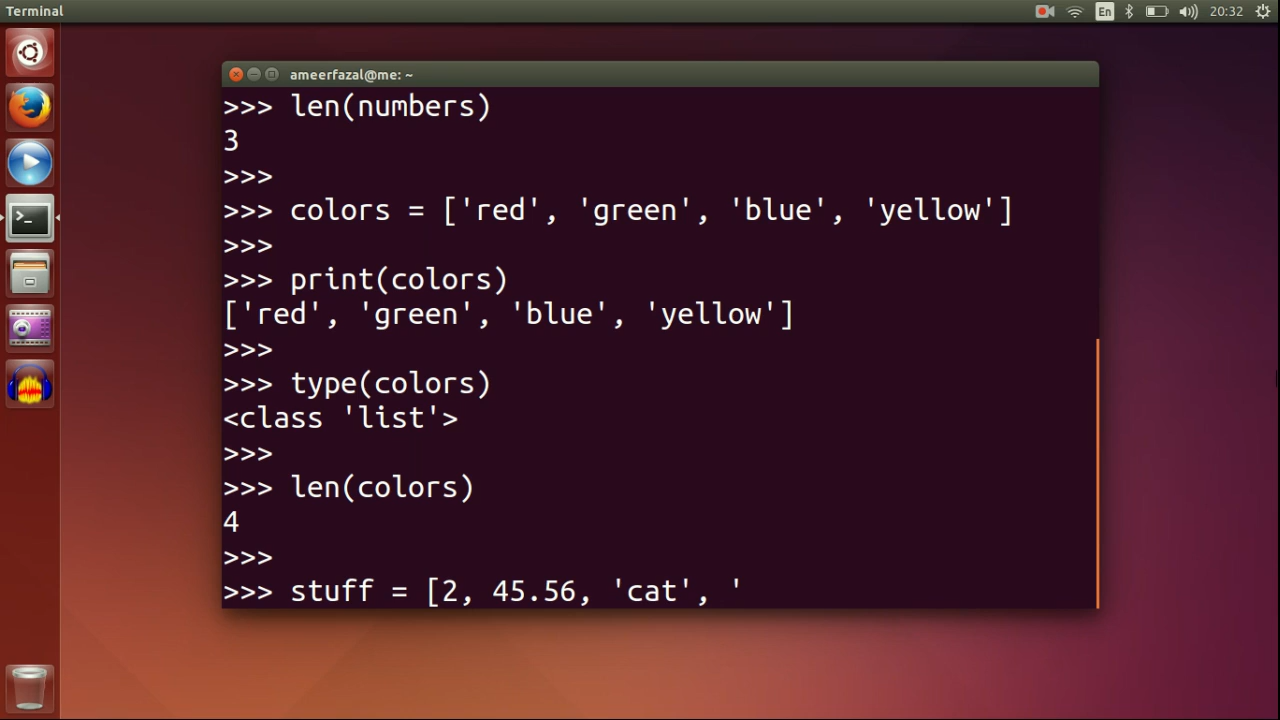 Terminal
En
20:32
ameerfazal@me: ~
>>> len(numbers)
3
>>>
>>> colors = ['red', 'green', 'blue', 'yellow']
>>>
>>> print(colors)
['red', 'green', 'blue', 'yellow']
>>>
>>> type(colors)
<class 'list'>
>>>
>>> len(colors)
4
>>>
>>> stuff = [2, 45.56, 'cat', '